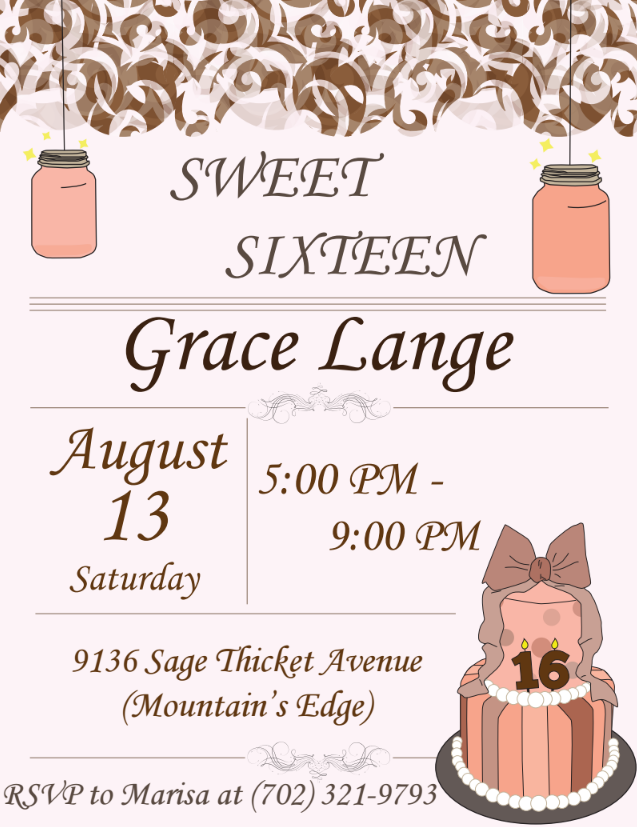 SWEET
SIXTEEN
Grace Lange
August
13
Saturday
5:00 PM -
9:00 PM
16
9136 Sage Thicket Avenue
(Mountain's Edge)
RSVP to Marisa at (702) 321-9793